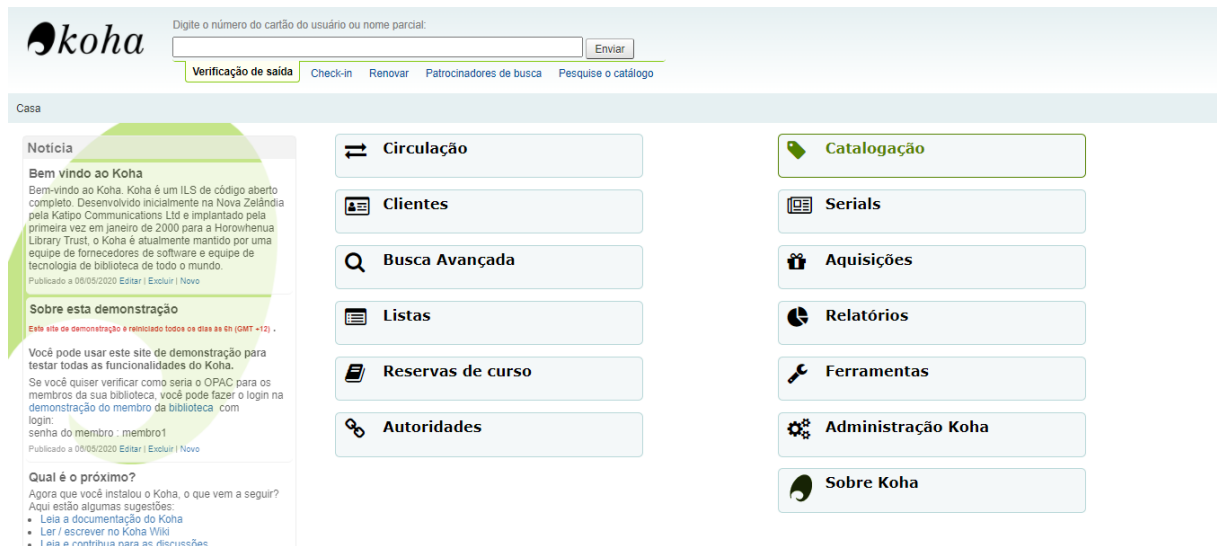 koha
Digite o número do cartão do usuário ou nome parcial:
Enviar
Verificação de saída Check-in Renovar Patrocinadores de busca Pesquise o catálogo
Casa
Notícia
Bem vindo ao Koha
Bem-vindo ao Koha. Koha é um ILS de código aberto
completo. Desenvolvido inicialmente na Nova Zelândia
pela Katipo Communications Ltd e implantado pela
primeira vez em janeiro de 2000 para a Horowhenua
Library Trust, o Koha é atualmente mantido por uma
equipe de fornecedores de software e equipe de
tecnologia de biblioteca de todo o mundo.
Publicado a 06/05/2020 Editar | Excluir | Novo
Sobre esta demonstração
Este site de demonstração é reiniciado todos os dias às 6h (GMT +12) .
Você pode usar este site de demonstração para
testar todas as funcionalidades do Koha.
Se você quiser verificar como seria o OPAC para os
membros da sua biblioteca, você pode fazer o login na
demonstração do membro da biblioteca com
login:
senha do membro : membro1
Publicado a 06/05/2020 Editar | Excluir | Novo
Qual é o próximo?
Agora que você instalou o Koha, o que vem a seguir?
Aqui estão algumas sugestões:
• Leia a documentação do Koha
• Ler / escrever no Koha Wiki
• Leia e contribua para as discussões
Circulação
Clientes
Busca Avançada
Listas
Reservas de curso
Autoridades
Catalogação
Serials
Aquisições
Relatórios
Ferramentas
Administração Koha
Sobre Koha